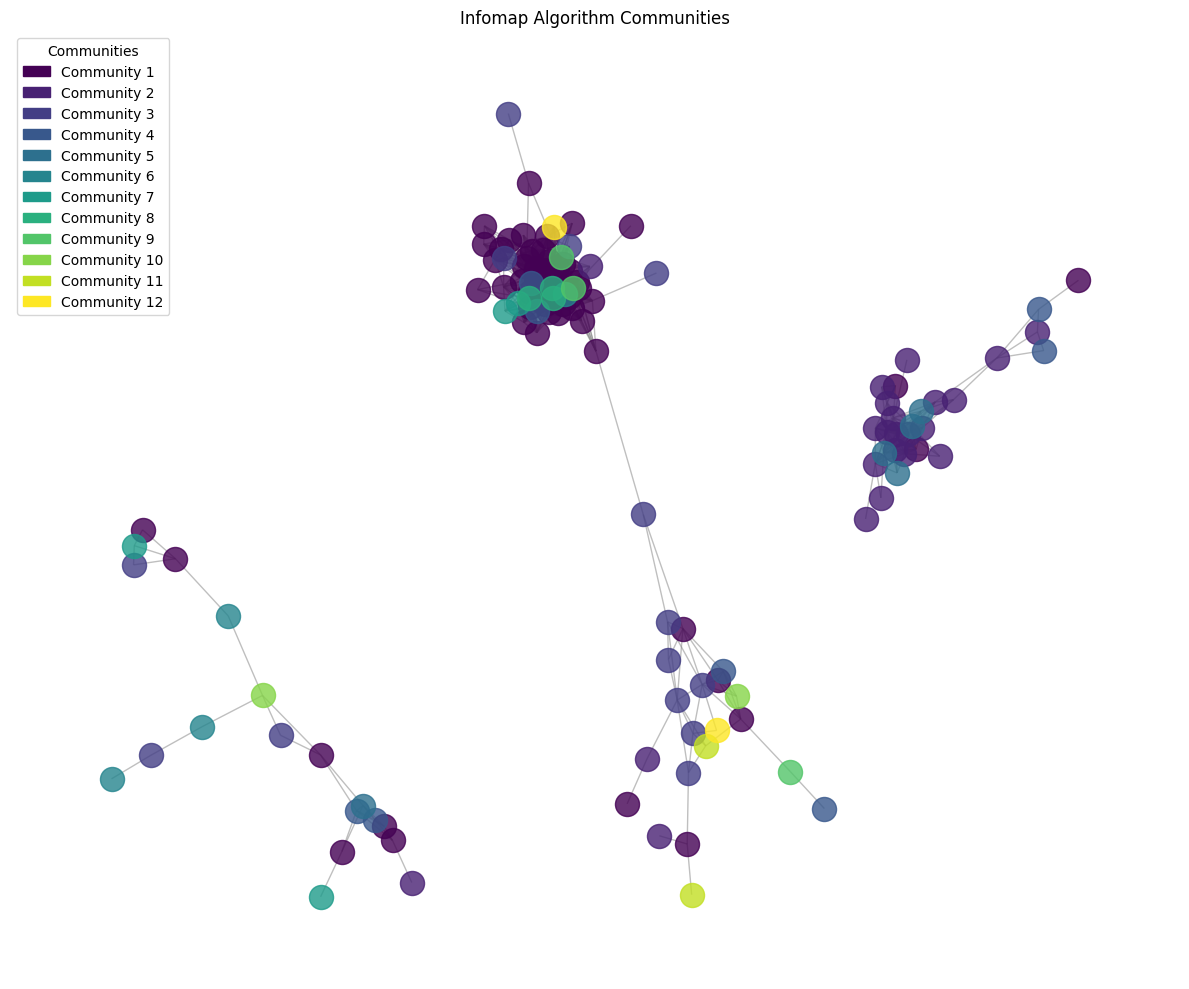 Infomap Algorithm Communities
Communities
Community 1
Community 2
Community 3
Community 4
Community 5
Community 6
Community 7
Community 8
Community 9
Community 10
Community 11
Community 12